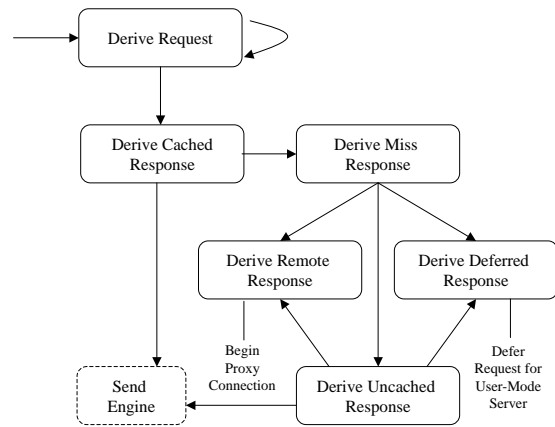 Derive Request
Derive Cached
Response
Derive Miss
Response
Derive Remote
Response
Derive Deferred
Response
Begin
Proxy
Connection
Defer
Request for
User-Mode
Server
Send
Engine
Derive Uncached
Response